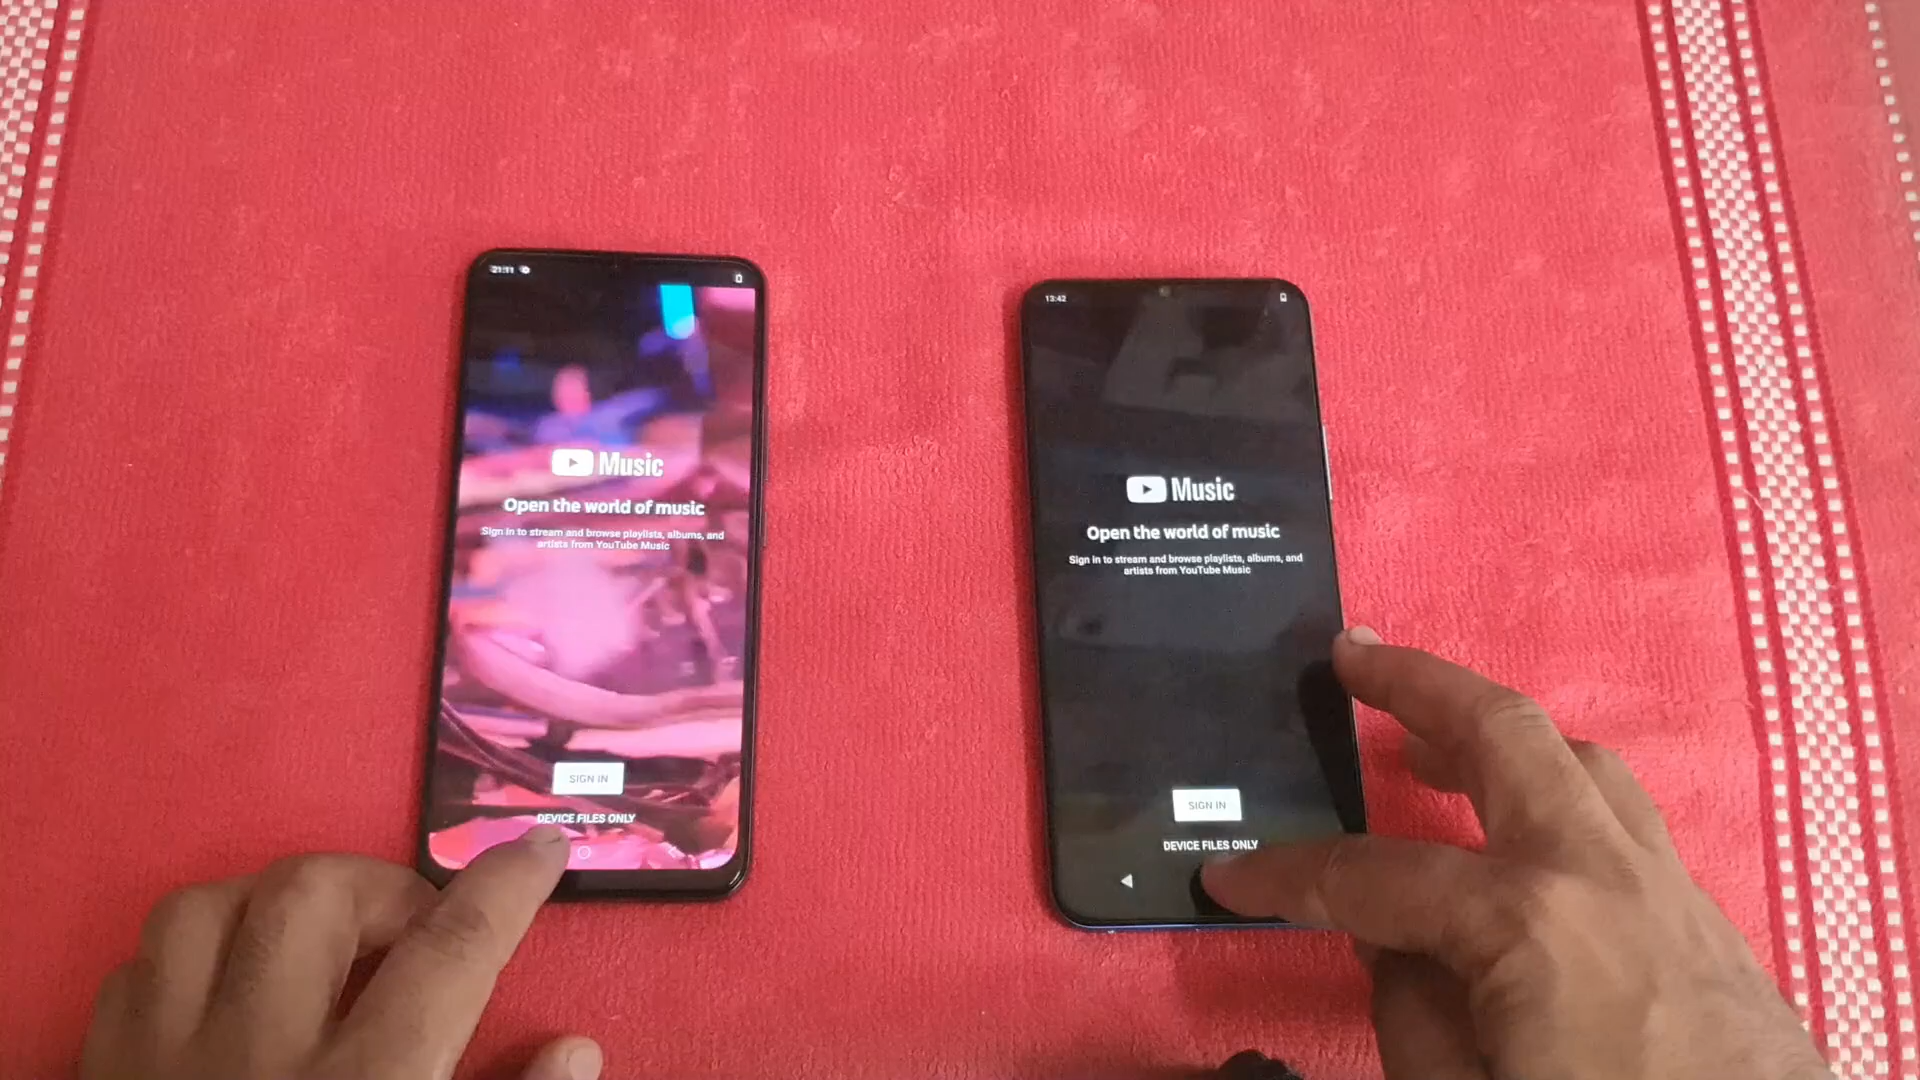 21:11
Music
Open the world of music
Sign in to stream and browse playlists, albums, and
artists from YouTube Music
SIGN IN
DEVICE FILES ONLY
13:42
Music
Open the world of music
Sign in to stream and browse playlists, albums, and
artists from YouTube Music
SIGN IN
DEVICE FILES ONLY